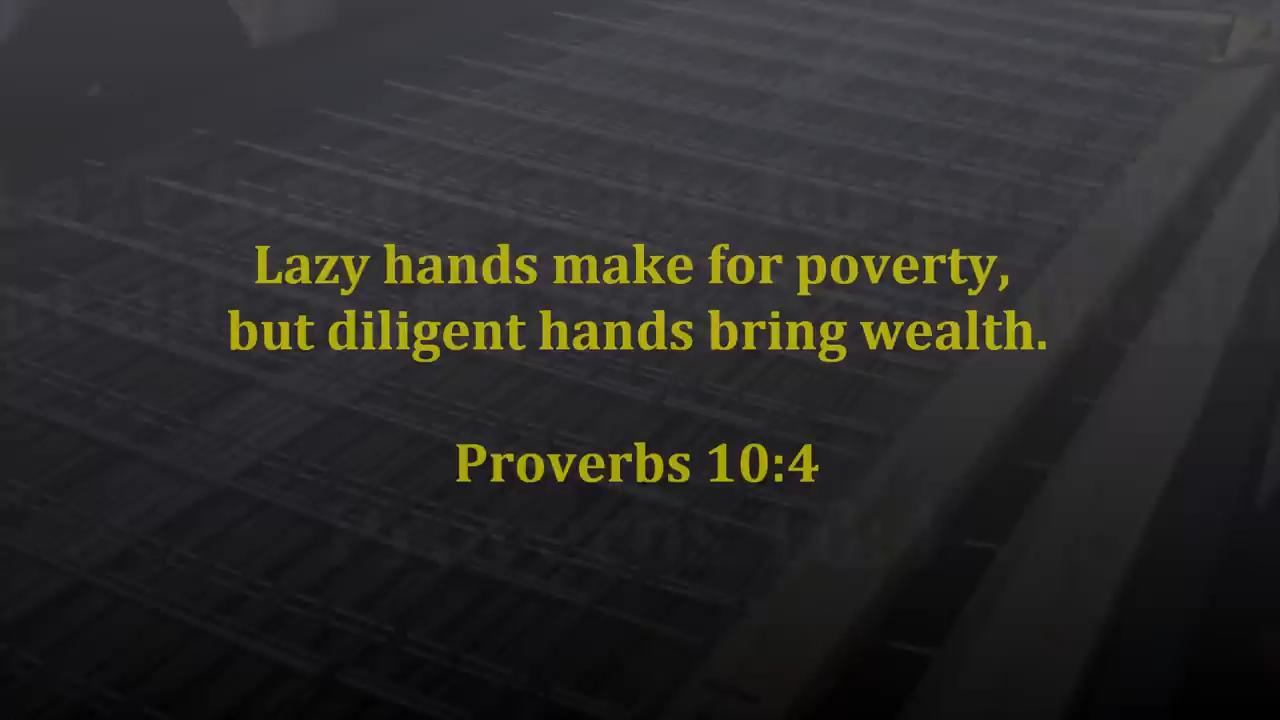 Lazy hands make for poverty,
but diligent hands bring wealth.
Proverbs 10:4